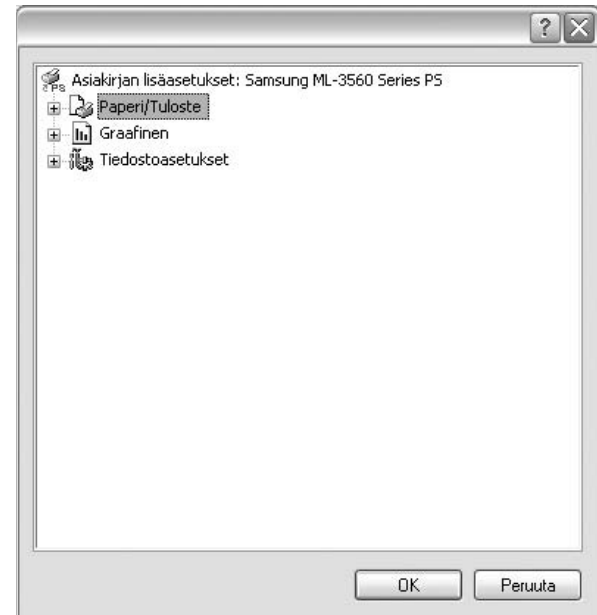 ?
Asiakirjan lisäasetukset: Samsung ML-3560 Series PS
Paperi/Tuloste
Graafinen
Tiedostoasetukset
OK Peruuta